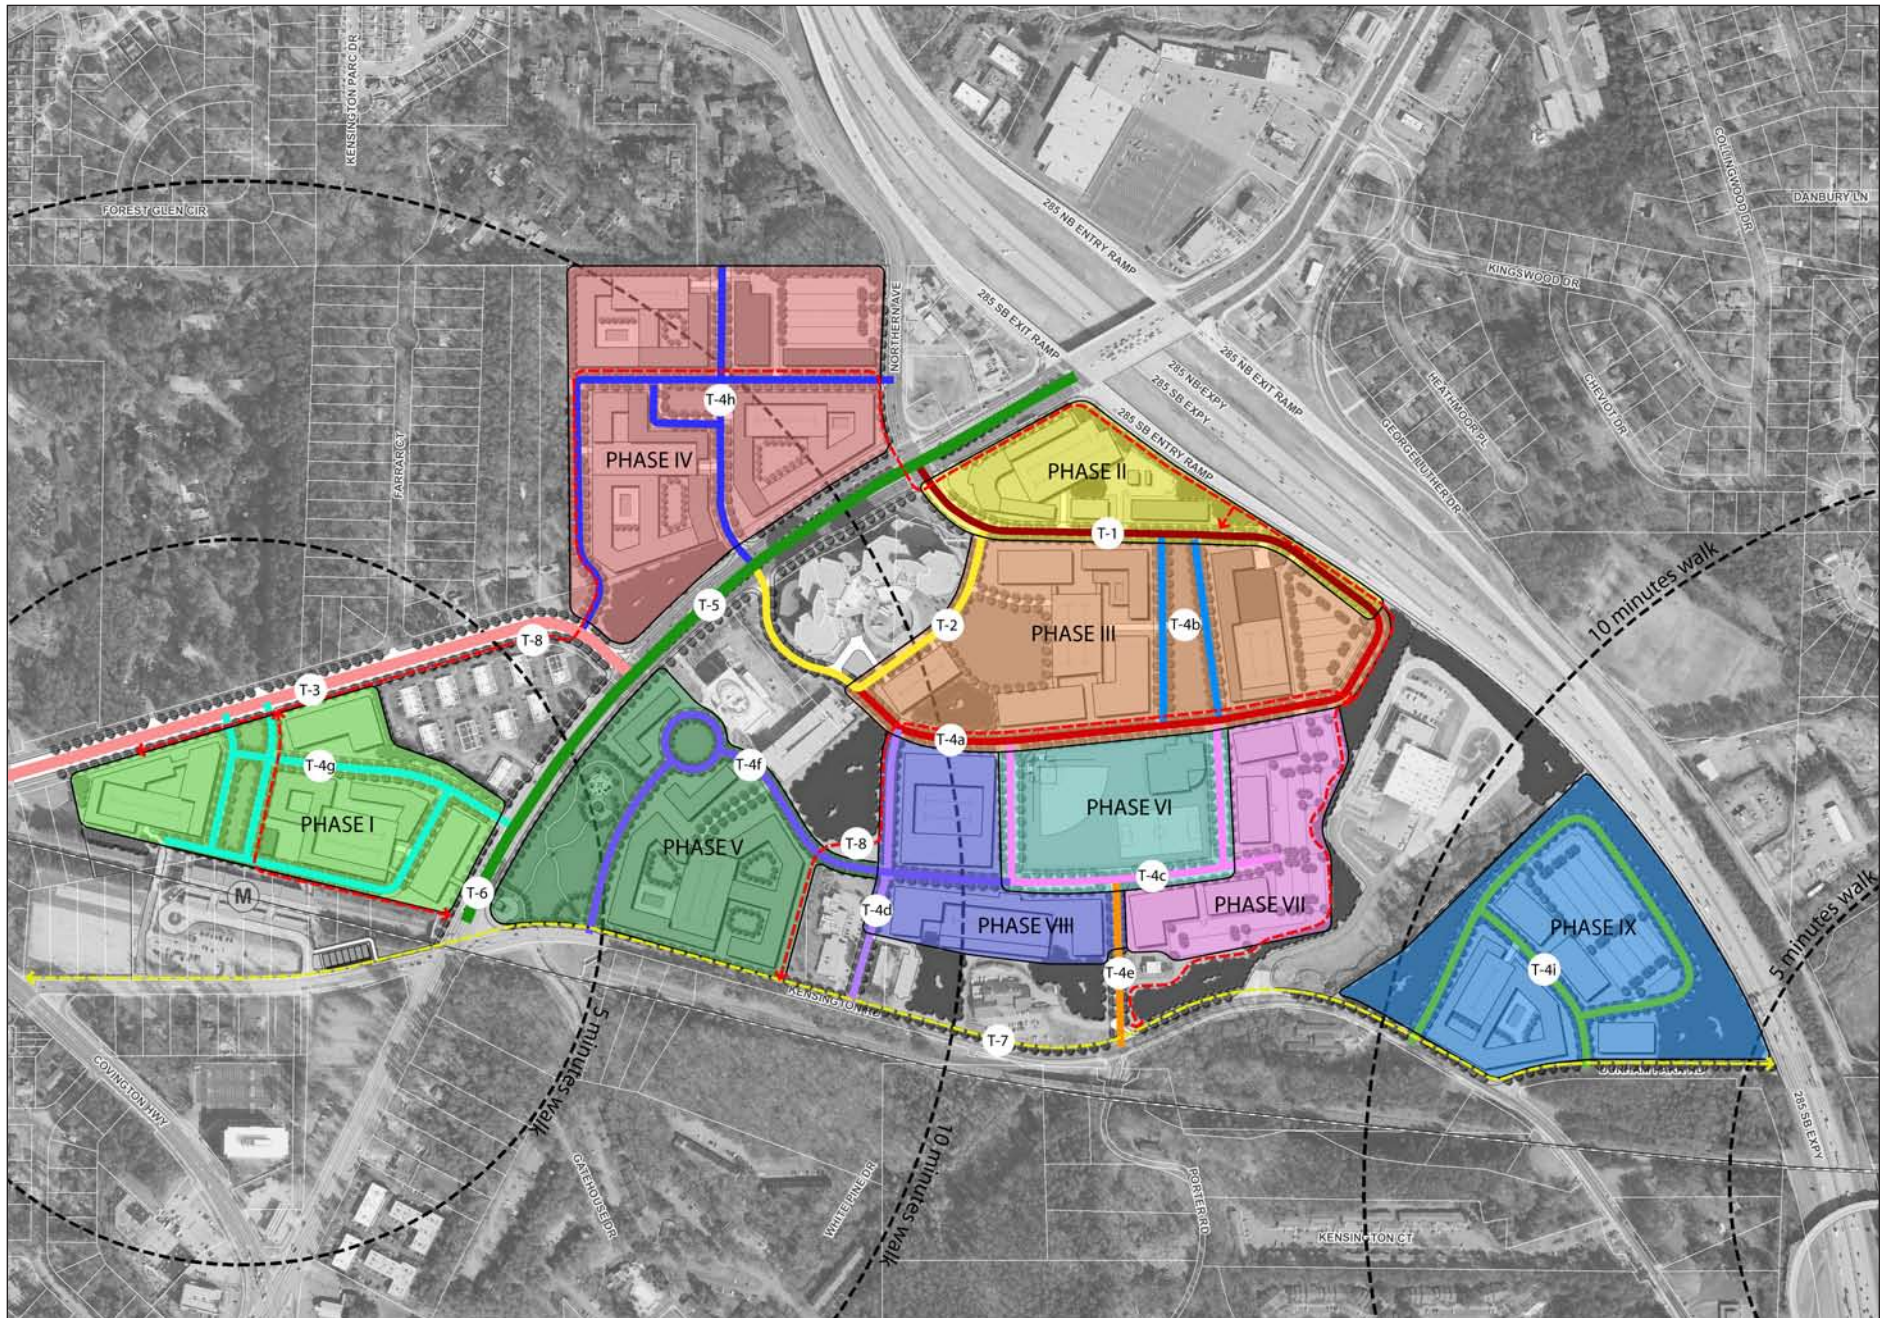 KENSINGTON PARC DR
COLLINGWOOD DR
DANBURY LN
FOREST GLEN CIR
285 NB ENTRY RAMP
KINGSWOOD DR
285 SB EXIT RAMP
NORTHERN AVE
285 NB EXIT RAMP
285 NB EXPY
285 SB EXPY
HEATHMOOR PL
CHEVIOT DR
T-4h
285 SB ENTRY RAMP
GEORGE LUTHER DR
FARRAR CT
PHASE IV
PHASE II
T-1
10 minutes walk
T-5
T-2
T-4b
PHASE III
T-8
T-3
T-4a
T-4g
T-4f
PHASE VI
PHASE I
PHASE V
T-8
T-4c
M
T-6
T-4d
PHASE VIII
PHASE VII
PHASE IX
5 minutes walk
T-4e
T-4i
KENSINGTON RD
T-7
5 minutes walk
DUNHAM PARK RD
COVINGTON HWY
285 SB EXPY
10 minutes walk
GATEHOUSE DR
WHITE PINE DR
PORTER RD
KENSINGTON CT